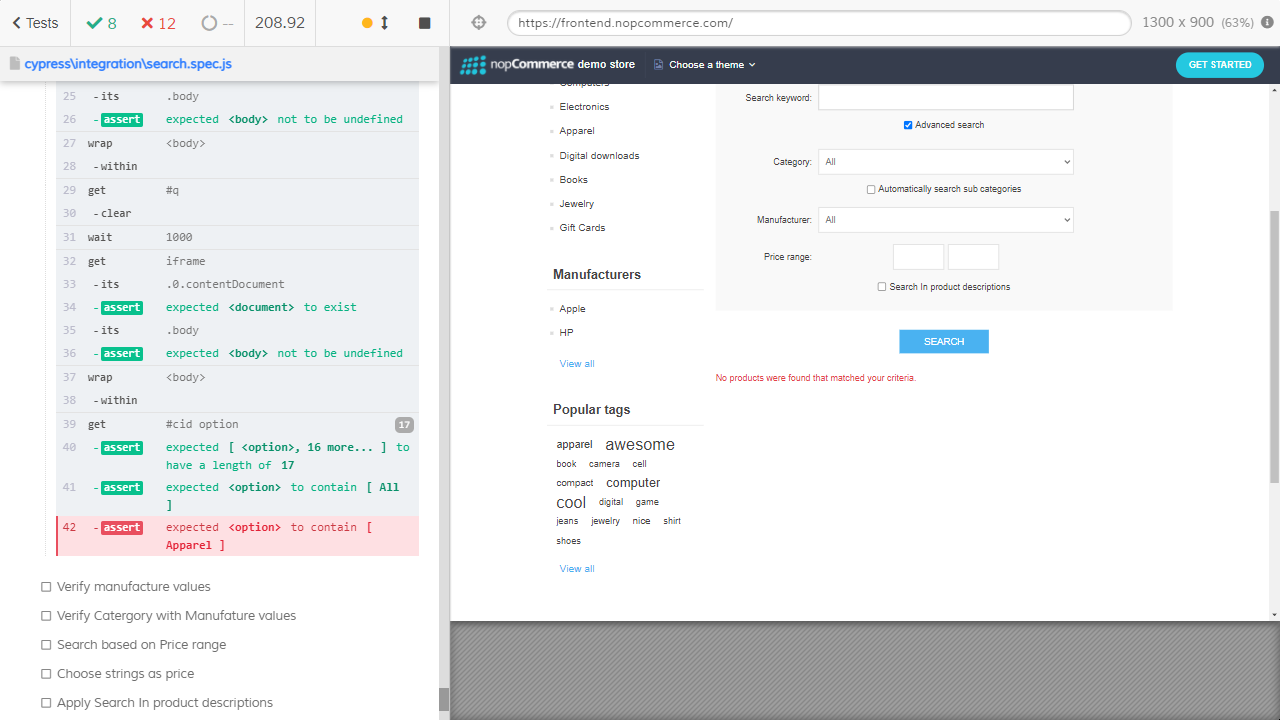 Tests 8 12 -- 208.92 https://frontend.nopcommerce.com/ 1300 x 900 (63%)
cypress\integration\search.spec.js
25 - its .body
26 - assert expected <body> not to be undefined
27 wrap <body>
28 - within
29 get #q
30 - clear
31 wait 1000
32 get iframe
33 - its .0.contentDocument
34 - assert expected <document> to exist
35 - its .body
36 - assert expected <body> not to be undefined
37 wrap <body>
38 - within
39 get #cid option 17
40 - assert expected [ <option>, 16 more... ] to
have a length of 17
41 - assert expected <option> to contain [ All
]
42 - assert expected <option> to contain [
Apparel ]
Verify manufacture values
Verify Catergory with Manufature values
Search based on Price range
Choose strings as price
Apply Search In product descriptions
nopCommerce demo store Choose a theme GET STARTED
Computers
Electronics
Apparel
Digital downloads
Books
Jewelry
Gift Cards
Manufacturers
Apple
HP
View all
Popular tags
apparel awesome
book camera cell
compact computer
cool digital game
jeans jewelry nice shirt
shoes
View all
Search keyword:
Advanced search
Category: All
Automatically search sub categories
Manufacturer: All
Price range:
Search In product descriptions
SEARCH
No products were found that matched your criteria.